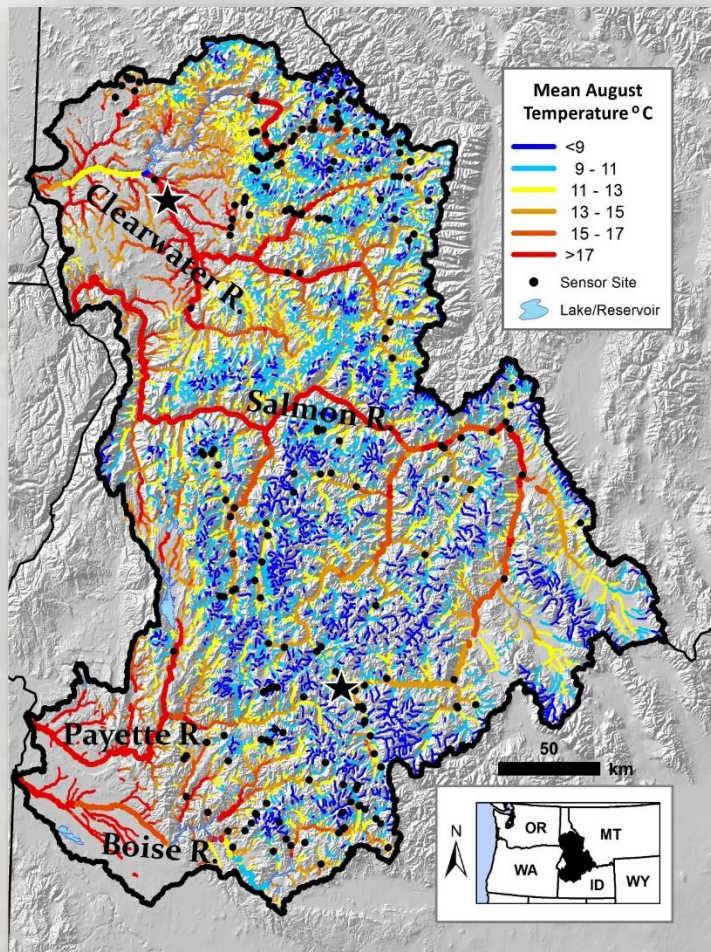 Mean August
Temperature ° C
<9
9 - 11
11 - 13
13 - 15
15 - 17
>17
Sensor Site
Lake/Reservoir
Clearwater R.
Salmon R.
Payette R.
Boise R.
50
km
N
OR
MT
WA
ID
WY